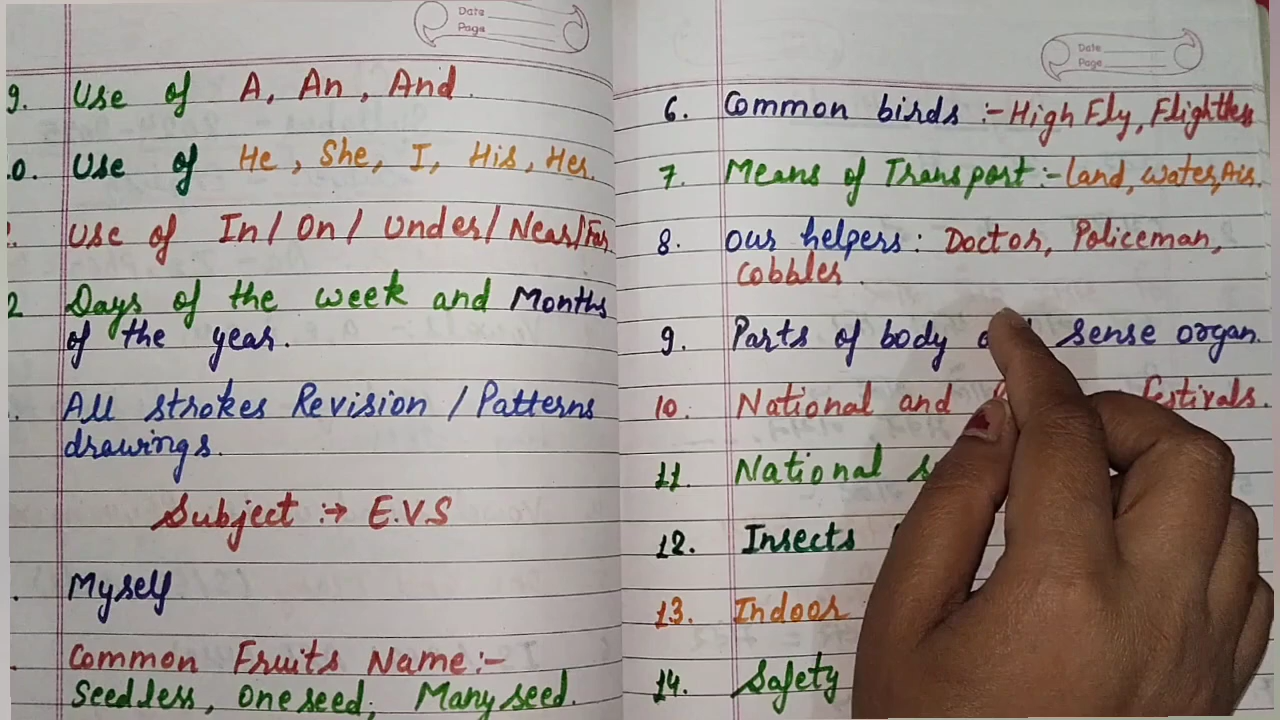 Date
Page
9. Use of A, An, And.
0. Use of He, She, I, His, Her.
Use of In/ On/ Under/ Near/Far
2 Days of the week and Months
of the year.
All strokes Revision / Patterns
drawings.
Subject :→ E.V.S
Myself
Common Fruits Name:-
Seedless, one seed, Many seed.
Date
Page
6. Common birds :- High Fly, Flightless
7. Means of Transport:- Land, Water, Air.
8. Our helpers: Doctor, Policeman,
Cobbler.
9. Parts of body sense organ.
10. National and festivals.
11. National
12. Insects
13. Indoor
14. Safety